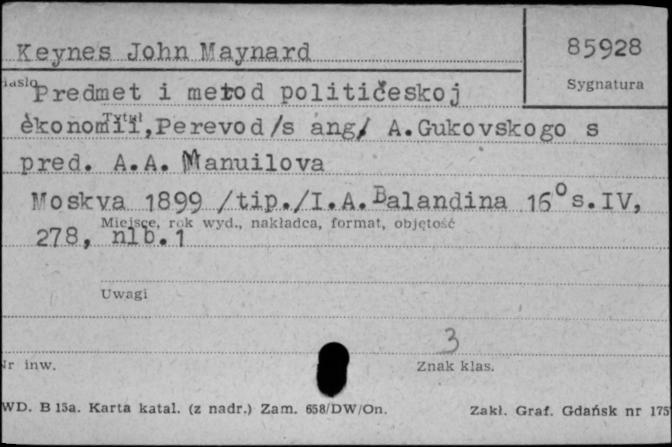 Keynes John Maynard
85928
Sygnatura
Hasło
Predmet i metod političeskoj
Tytuł
èkonomii, Perevod /s ang/ A.Gukovskogo s
pred. A.A. Manuilova
Moskva 1899 /tip./I.A.Balandina 16° s.IV,
Miejsce, rok wyd., nakładca, format, objętość
278, nlb.1
Uwagi
3
Nr inw.
Znak klas.
WD. B 15a. Karta katal. (z nadr.) Zam. 658/DW/On.
Zakł. Graf. Gdańsk nr 175